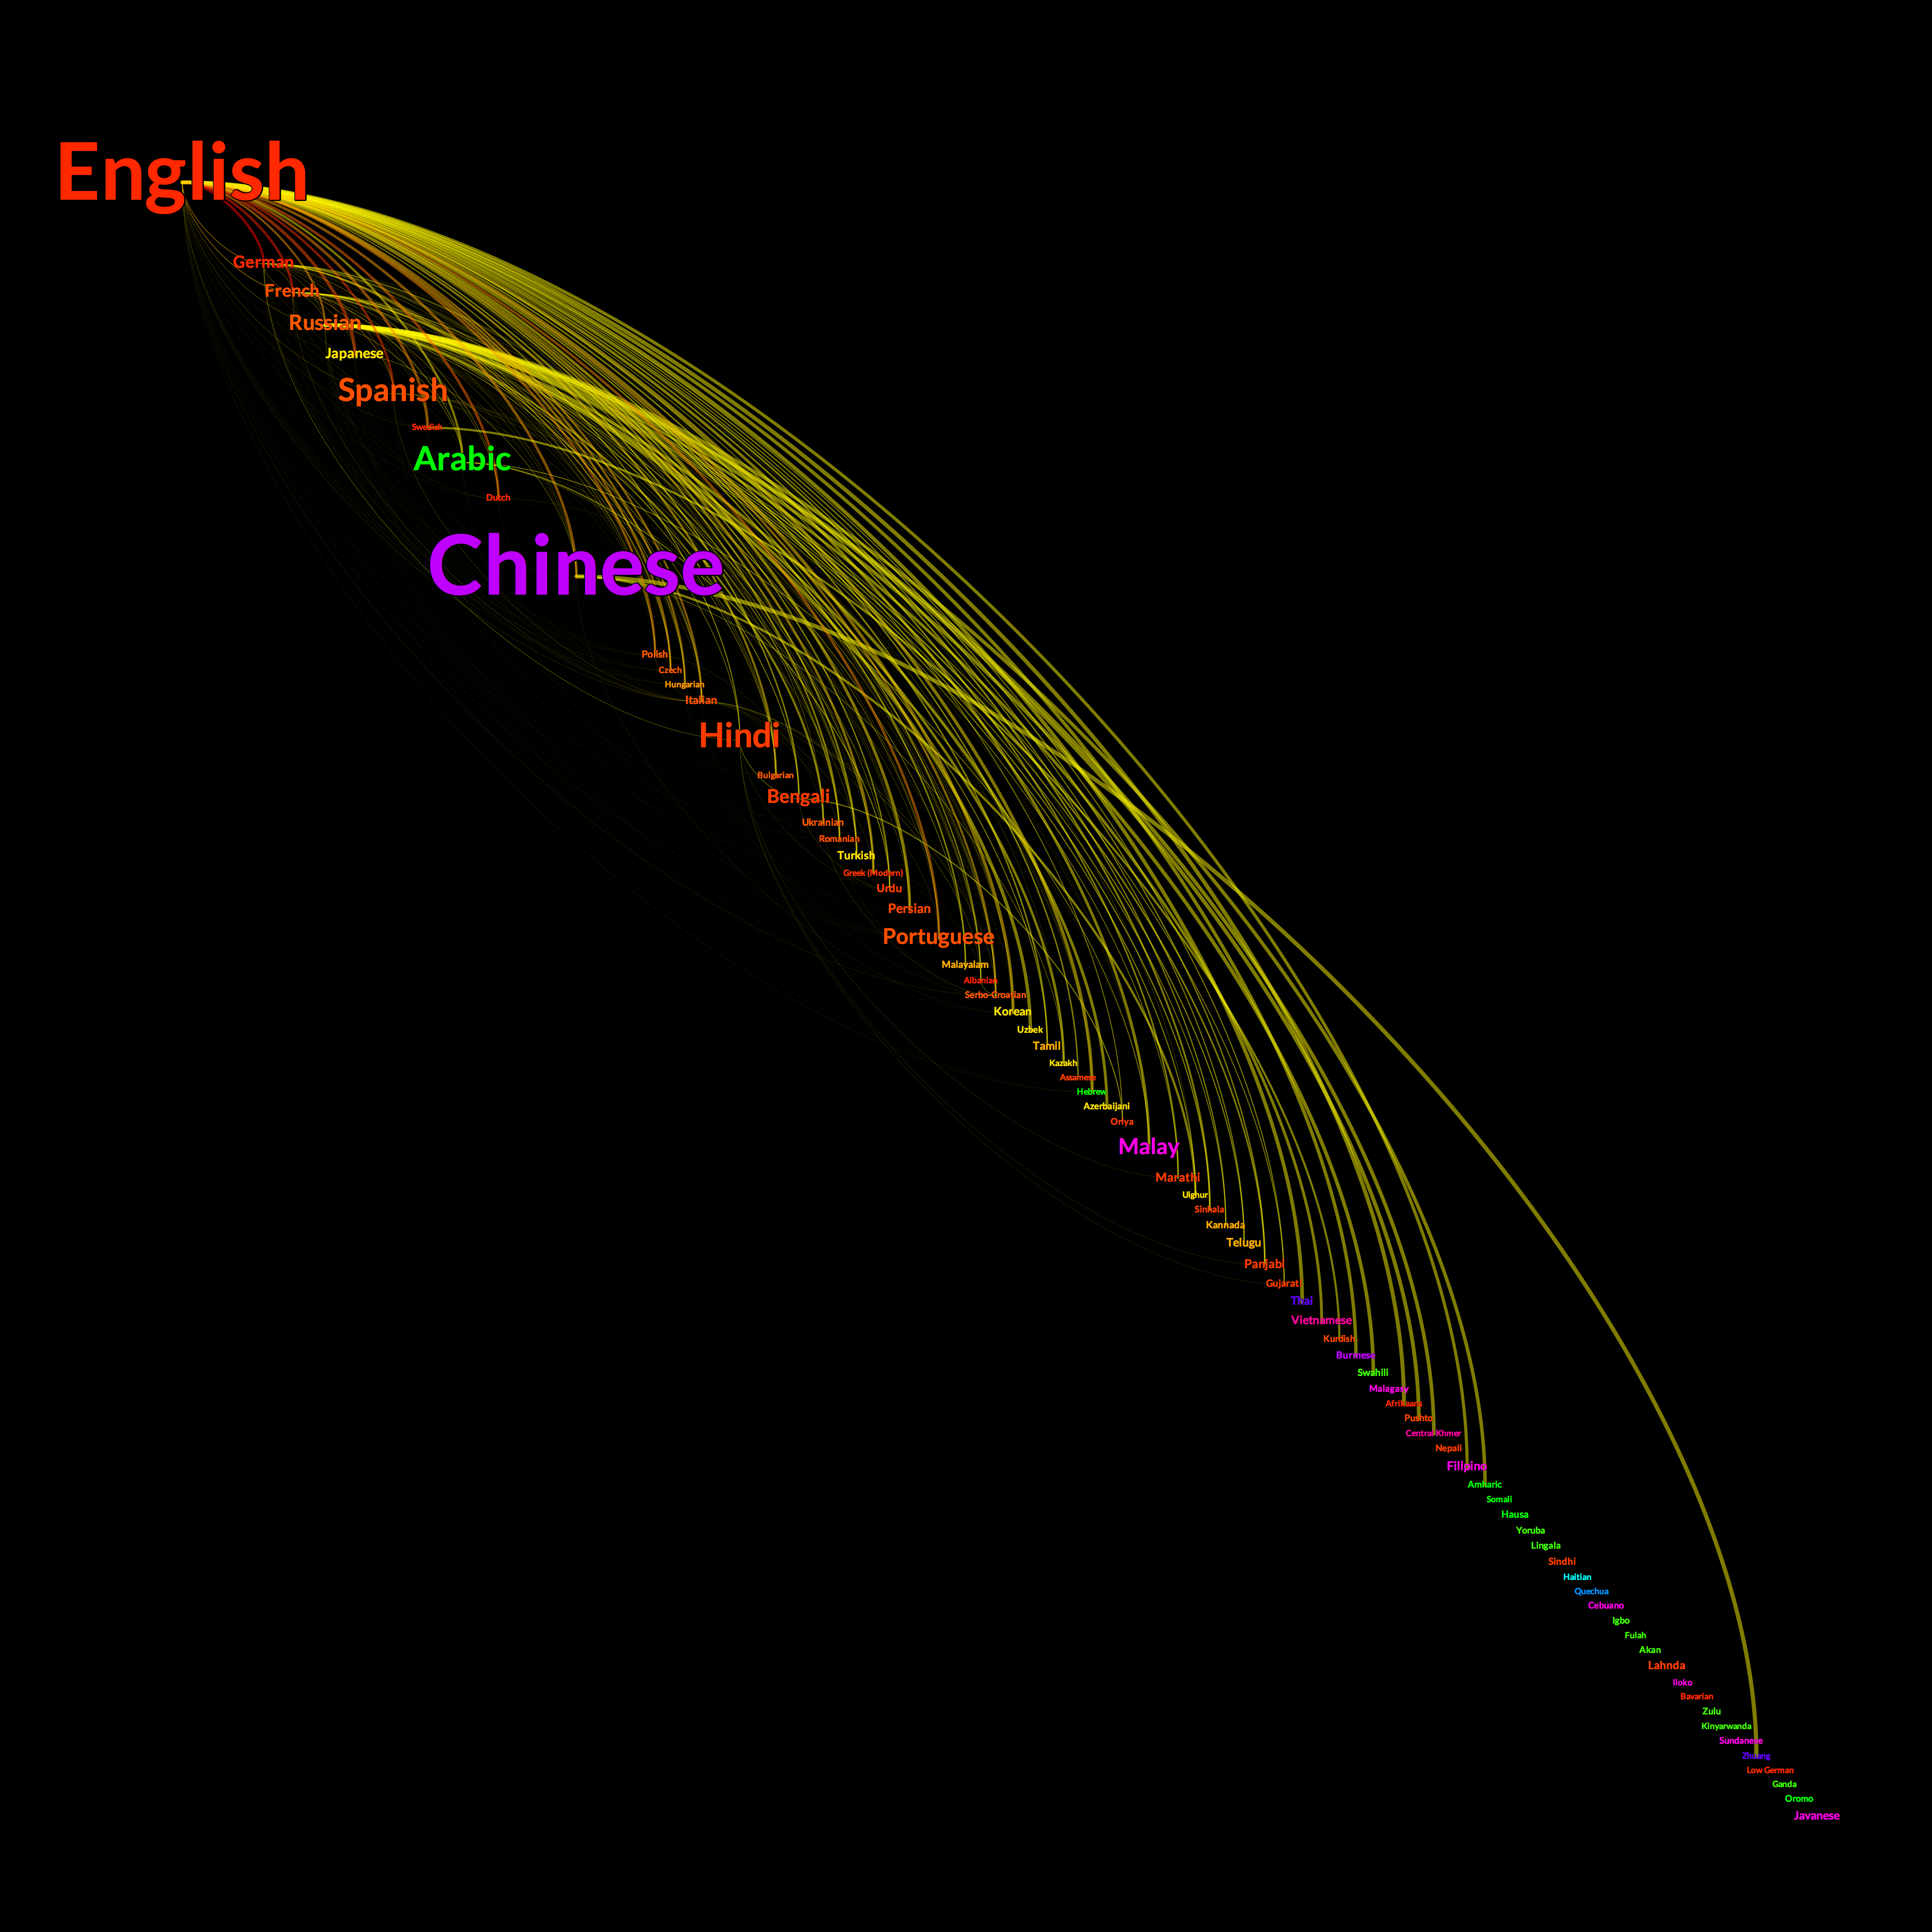 English
German
French
Russian
Japanese
Spanish
Swedish
Arabic
Dutch
Chinese
Polish
Czech
Hungarian
Italian
Hindi
Bulgarian
Bengali
Ukrainian
Romanian
Turkish
Greek (Modern)
Urdu
Persian
Portuguese
Malayalam
Albanian
Serbo-Croatian
Korean
Uzbek
Tamil
Kazakh
Assamese
Hebrew
Azerbaijani
Oriya
Malay
Marathi
Uighur
Sinhala
Kannada
Telugu
Panjabi
Gujarati
Thai
Vietnamese
Kurdish
Burmese
Swahili
Malagasy
Afrikaans
Pushto
Central Khmer
Nepali
Filipino
Amharic
Somali
Hausa
Yoruba
Lingala
Sindhi
Haitian
Quechua
Cebuano
Igbo
Fulah
Akan
Lahnda
Iloko
Bavarian
Zulu
Kinyarwanda
Sundanese
Zhuang
Low German
Ganda
Oromo
Javanese